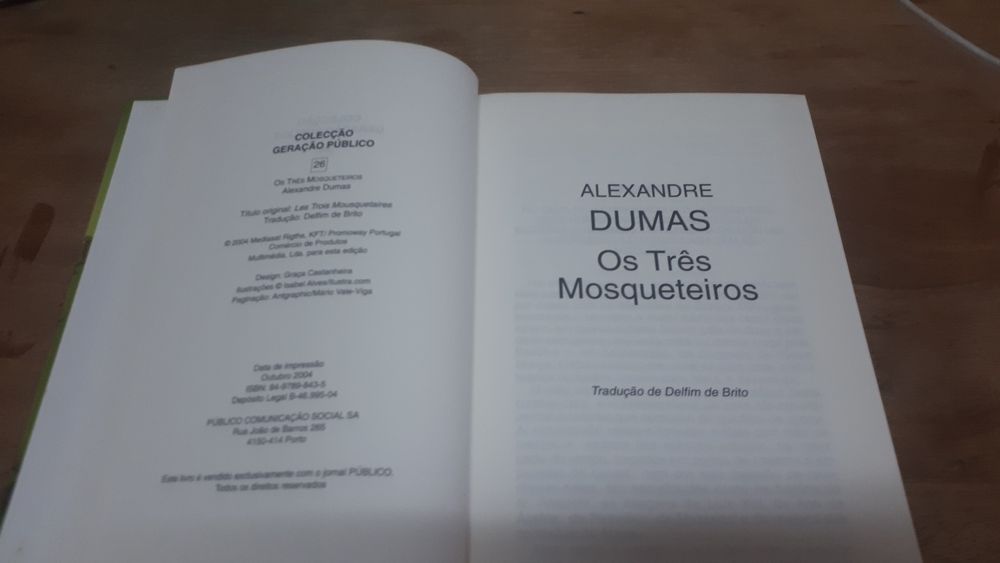 COLECÇÃO
GERAÇÃO PÚBLICO
26
OS TRÊS MOSQUETEIROS
Alexandre Dumas
Título original: Les Trois Mousquetaires
Tradução: Delfim de Brito
© 2004 Mediasat Rigths, KFT/ Promoway Portugal
Comércio de Produtos
Multimédia, Lda. para esta edição
Design: Graça Castanheira
Ilustrações © Isabel Alves/Ilustra.com
Paginação: Antgraphic/Mário Vale-Viga
Data de impressão
Outubro 2004
ISBN: 84-9789-843-5
Depósito Legal B-46.995-04
PÚBLICO COMUNICAÇÃO SOCIAL SA
Rua João de Barros 265
4150-414 Porto
Este livro é vendido exclusivamente com o jornal PÚBLICO.
Todos os direitos reservados
ALEXANDRE
DUMAS
Os Três
Mosqueteiros
Tradução de Delfim de Brito